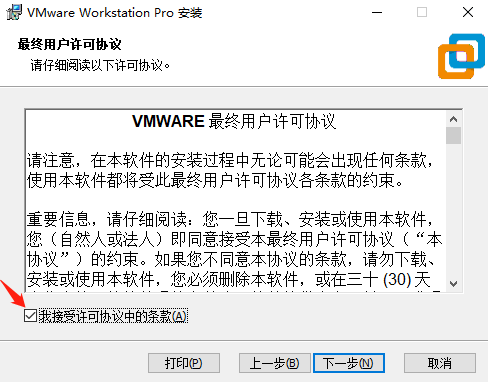 VMware Workstation Pro 安装
最终用户许可协议
请仔细阅读以下许可协议。
VMWARE 最终用户许可协议
请注意，在本软件的安装过程中无论可能会出现任何条款，
使用本软件都将受此最终用户许可协议各条款的约束。
重要信息，请仔细阅读：您一旦下载、安装或使用本软件，
您（自然人或法人）即同意接受本最终用户许可协议（“本
协议”）的约束。如果您不同意本协议的条款，请勿下载、
安装或使用本软件，您必须删除本软件，或在三十 (30) 天
我接受许可协议中的条款(A)
打印(P) 上一步(B) 下一步(N) 取消